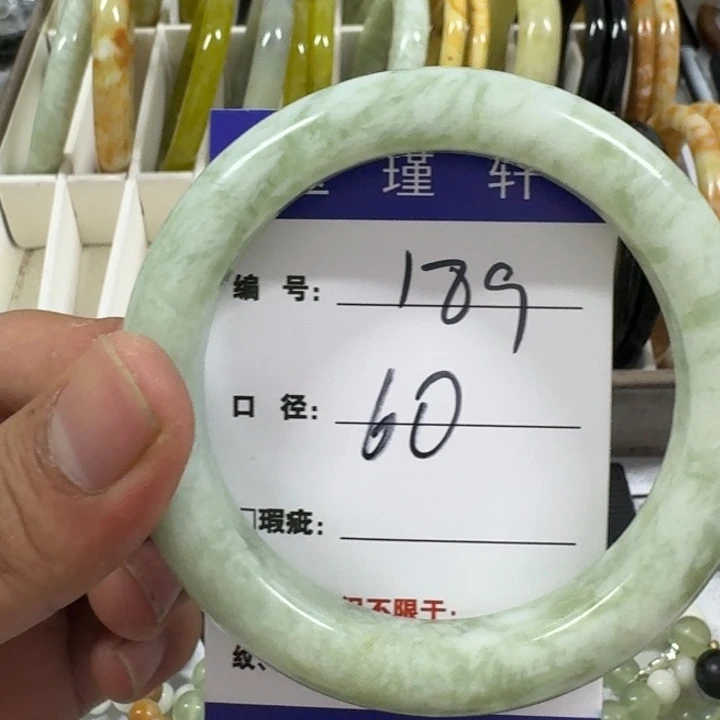 瑾轩
编 号: 189
口 径: 60
瑕疵:
不限于:
纹、